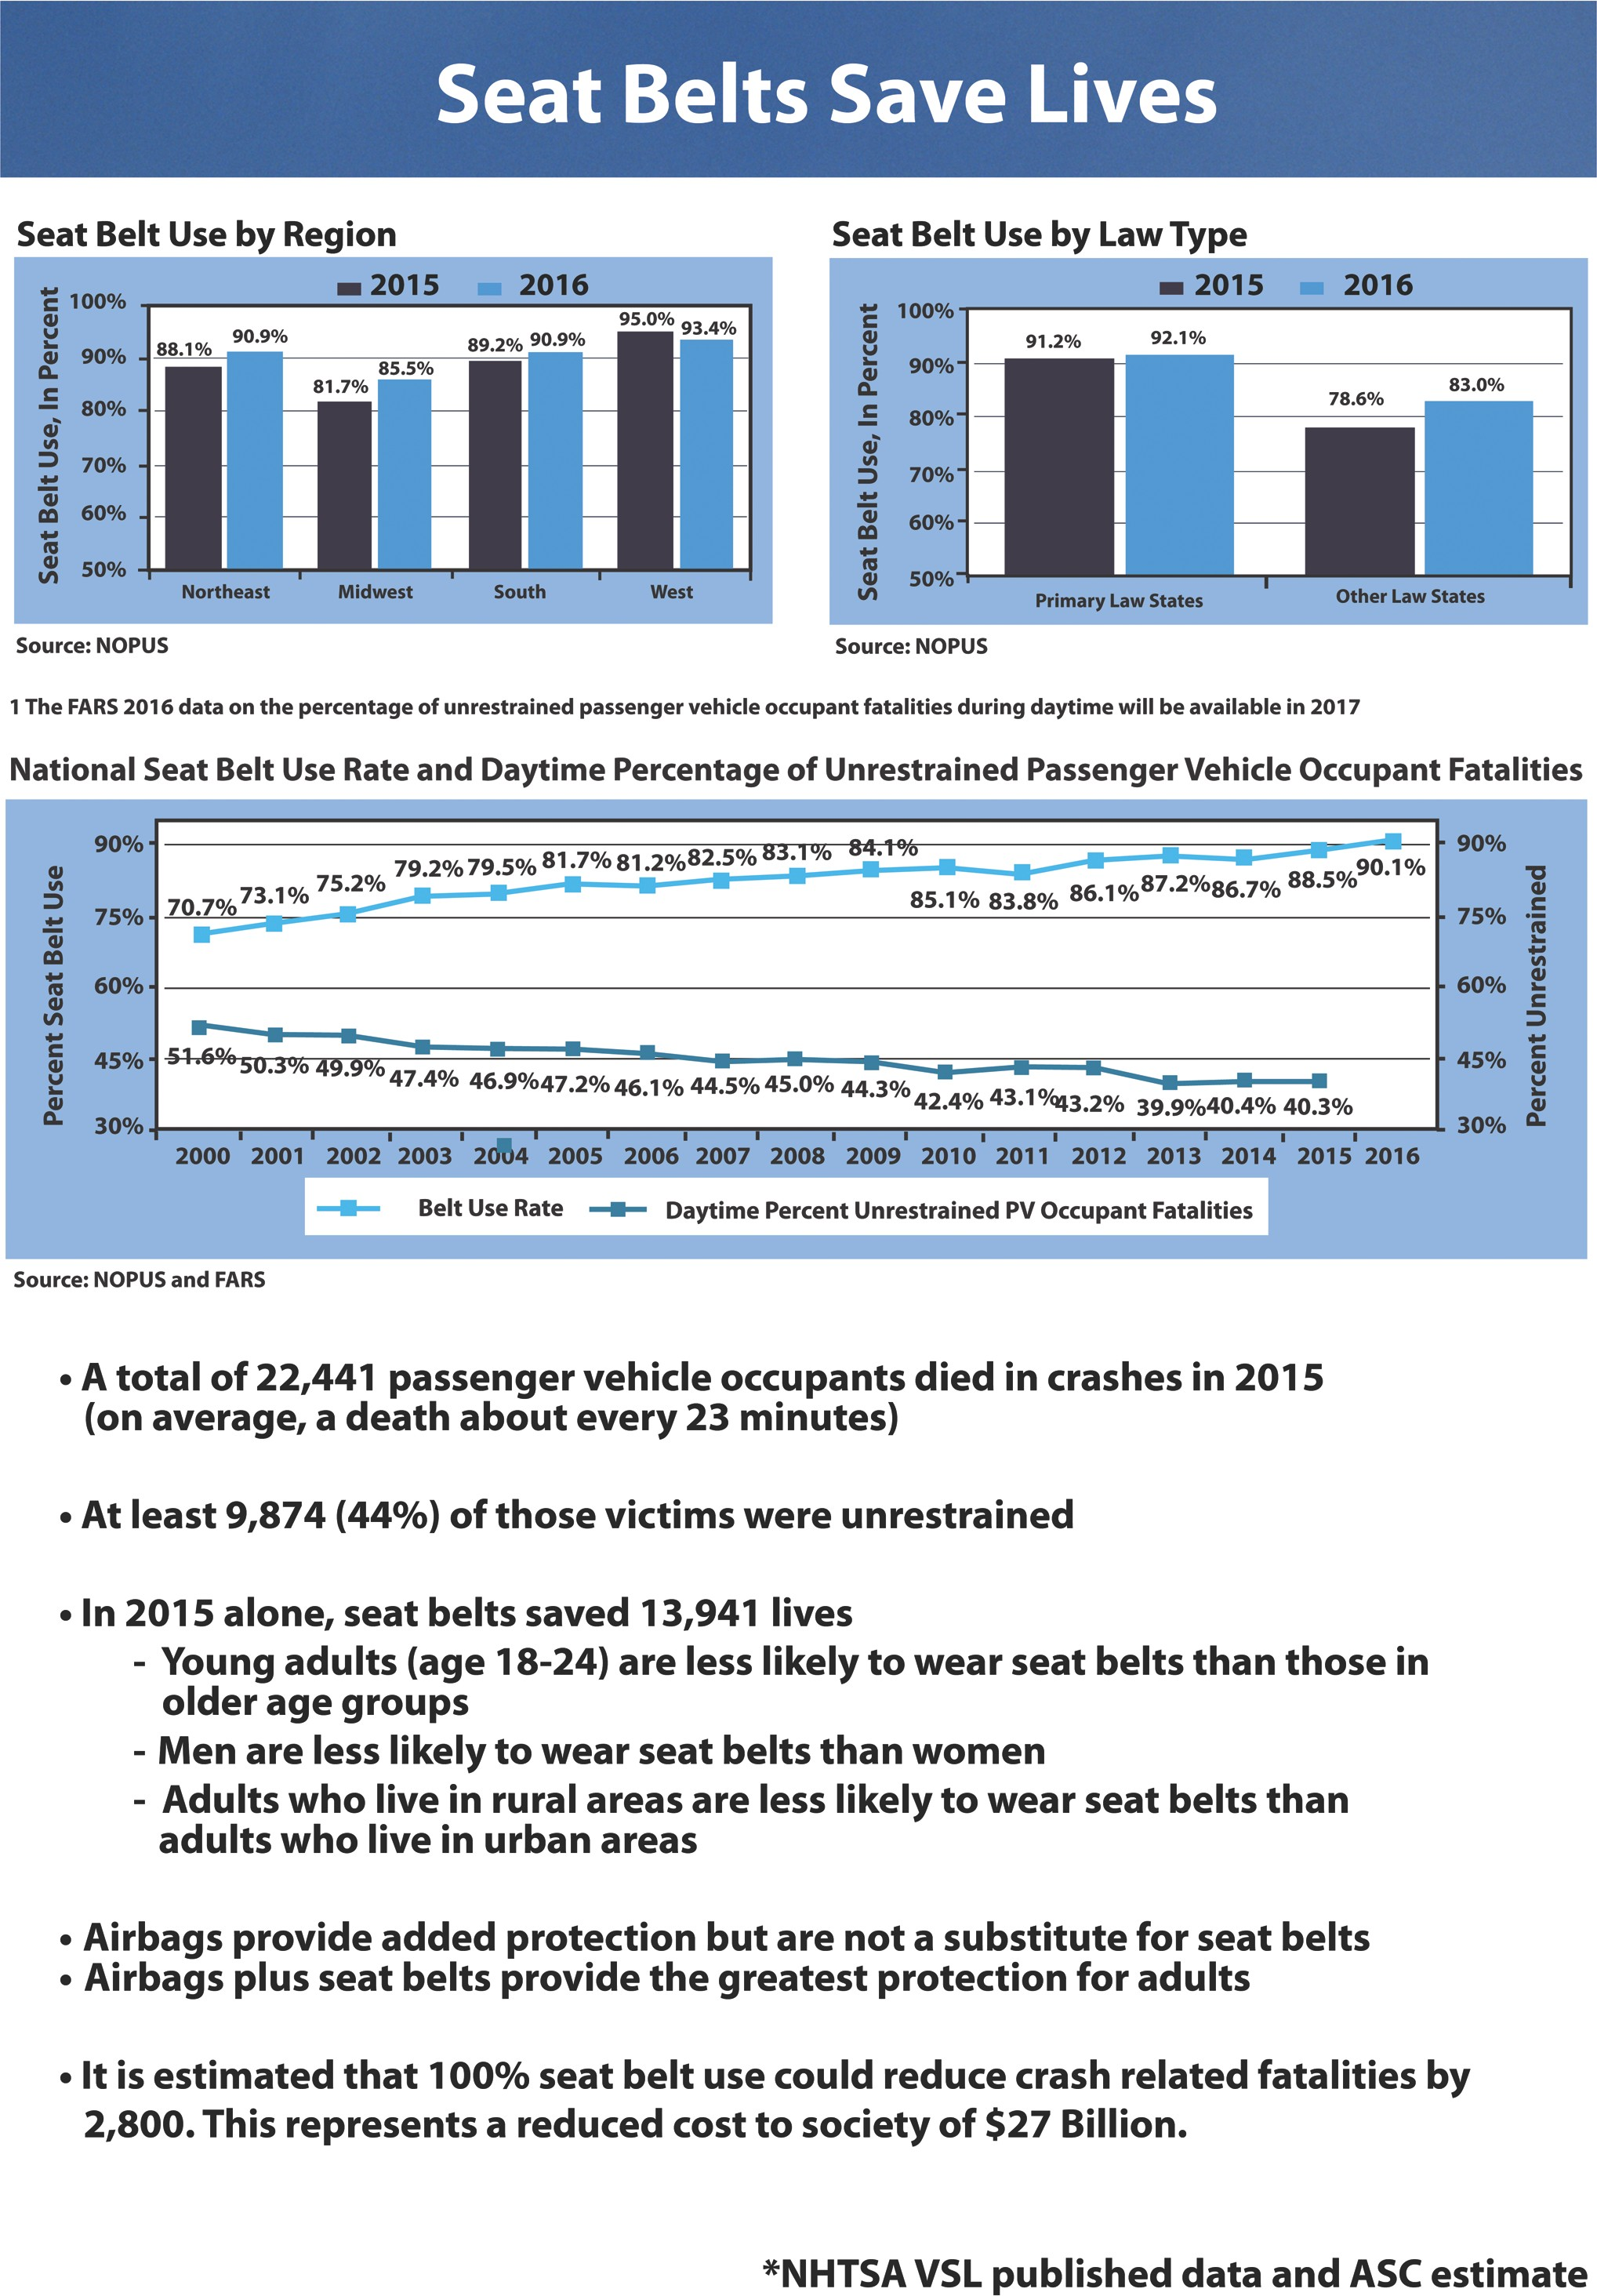 Seat Belts Save Lives
Seat Belt Use by Region
2015 2016
Seat Belt Use, In Percent
100%
90%
80%
70%
60%
50%
88.1% 90.9% 81.7% 85.5% 89.2% 90.9% 95.0% 93.4%
Northeast Midwest South West
Source: NOPUS
Seat Belt Use by Law Type
2015 2016
Seat Belt Use, In Percent
100%
90%
80%
70%
60%
50%
91.2% 92.1% 78.6% 83.0%
Primary Law States Other Law States
Source: NOPUS
1 The FARS 2016 data on the percentage of unrestrained passenger vehicle occupant fatalities during daytime will be available in 2017
National Seat Belt Use Rate and Daytime Percentage of Unrestrained Passenger Vehicle Occupant Fatalities
Percent Seat Belt Use
90%
75%
60%
45%
30%
70.7% 73.1% 75.2% 79.2% 79.5% 81.7% 81.2% 82.5% 83.1% 84.1% 85.1% 83.8% 86.1% 87.2% 86.7% 88.5% 90.1%
51.6% 50.3% 49.9% 47.4% 46.9% 47.2% 46.1% 44.5% 45.0% 44.3% 42.4% 43.1% 43.2% 39.9% 40.4% 40.3%
90%
75%
60%
45%
30%
Percent Unrestrained
2000 2001 2002 2003 2004 2005 2006 2007 2008 2009 2010 2011 2012 2013 2014 2015 2016
Belt Use Rate Daytime Percent Unrestrained PV Occupant Fatalities
Source: NOPUS and FARS
• A total of 22,441 passenger vehicle occupants died in crashes in 2015
(on average, a death about every 23 minutes)
• At least 9,874 (44%) of those victims were unrestrained
• In 2015 alone, seat belts saved 13,941 lives
- Young adults (age 18-24) are less likely to wear seat belts than those in
older age groups
- Men are less likely to wear seat belts than women
- Adults who live in rural areas are less likely to wear seat belts than
adults who live in urban areas
• Airbags provide added protection but are not a substitute for seat belts
• Airbags plus seat belts provide the greatest protection for adults
• It is estimated that 100% seat belt use could reduce crash related fatalities by
2,800. This represents a reduced cost to society of $27 Billion.
*NHTSA VSL published data and ASC estimate